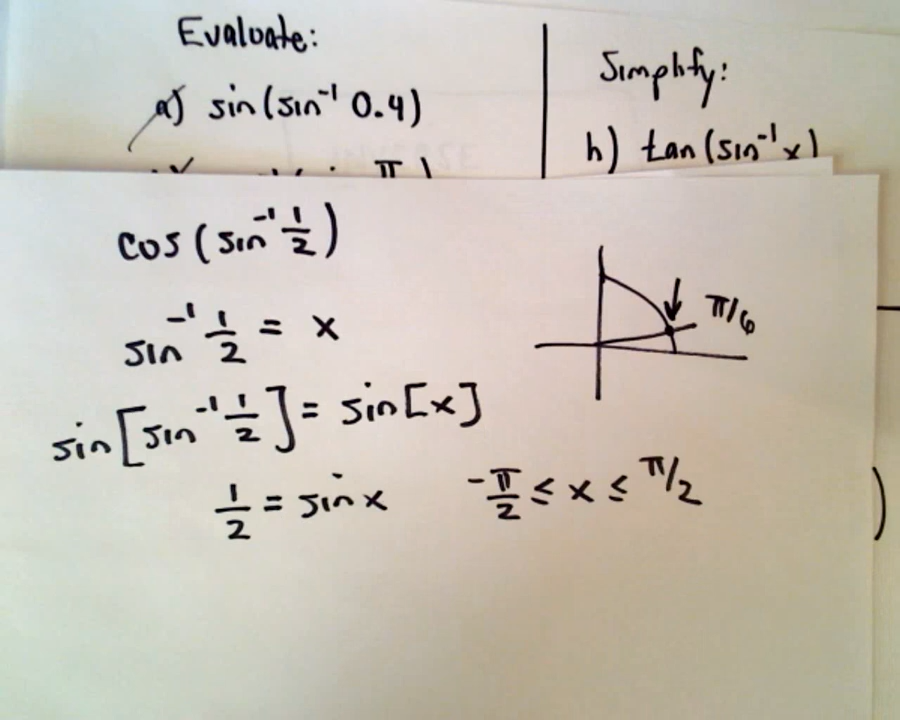 Evaluate:
a) sin(sin⁻¹ 0.4)
Simplify:
h) tan(sin⁻¹x)
cos(sin⁻¹ 1/2)
sin⁻¹ 1/2 = x
sin[sin⁻¹ 1/2] = sin[x]
1/2 = sin x   -π/2 ≤ x ≤ π/2
π/6